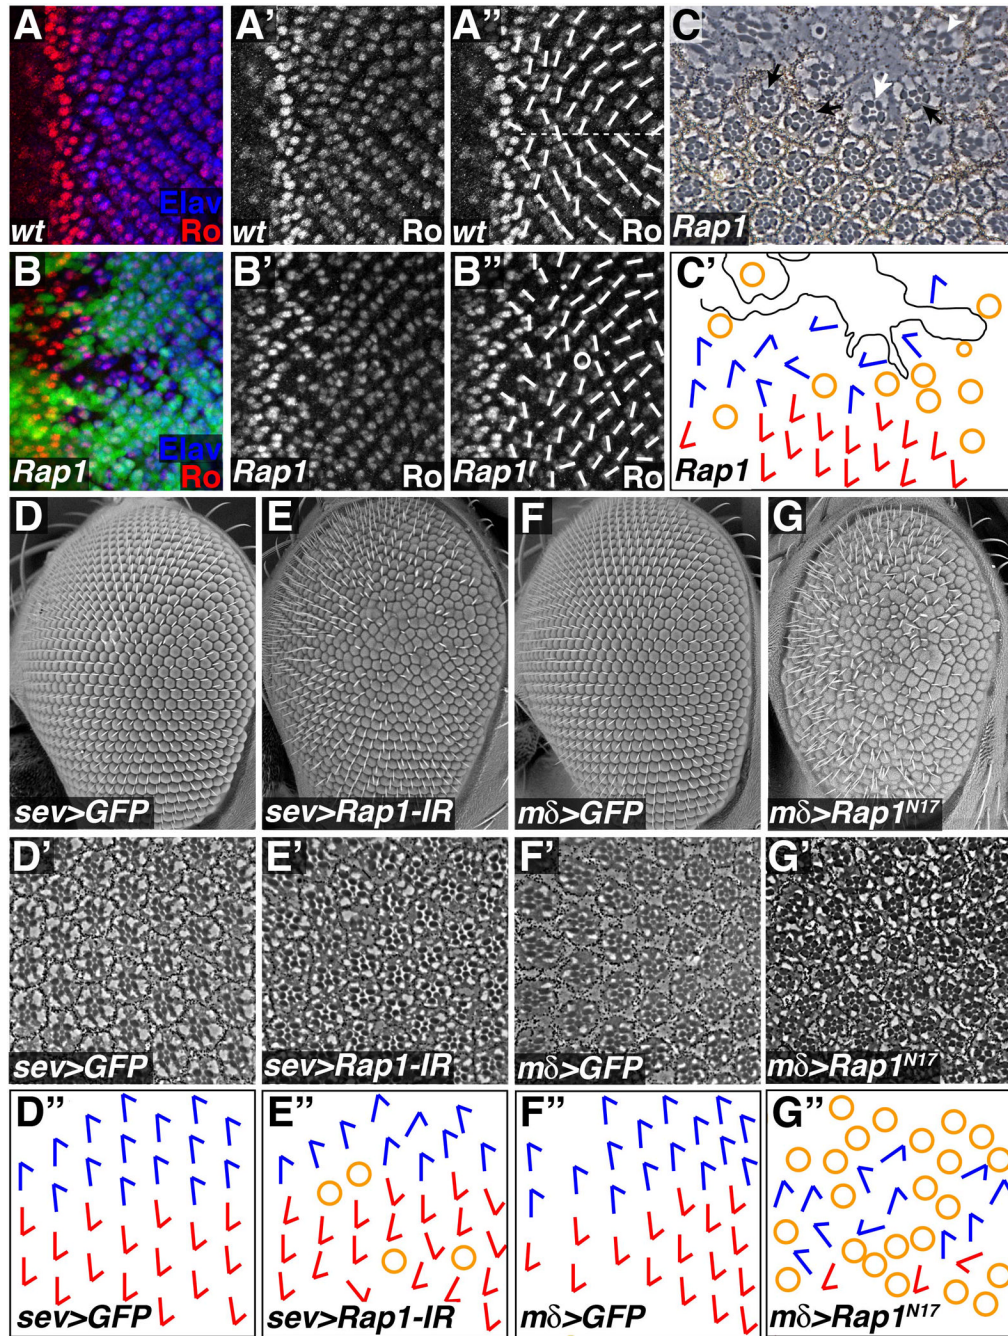 A
Elav
wt
Ro
A'
wt
Ro
A"
wt
Ro
C
Rap1
B
Elav
Rap1
Ro
B'
Rap1
Ro
B"
Rap1
Ro
C'
Rap1
D
sev>GFP
E
sev>Rap1-IR
F
mδ>GFP
G
mδ>Rap1N17
D'
sev>GFP
E'
sev>Rap1-IR
F'
mδ>GFP
G'
mδ>Rap1N17
D"
sev>GFP
E"
sev>Rap1-IR
F"
mδ>GFP
G"
mδ>Rap1N17